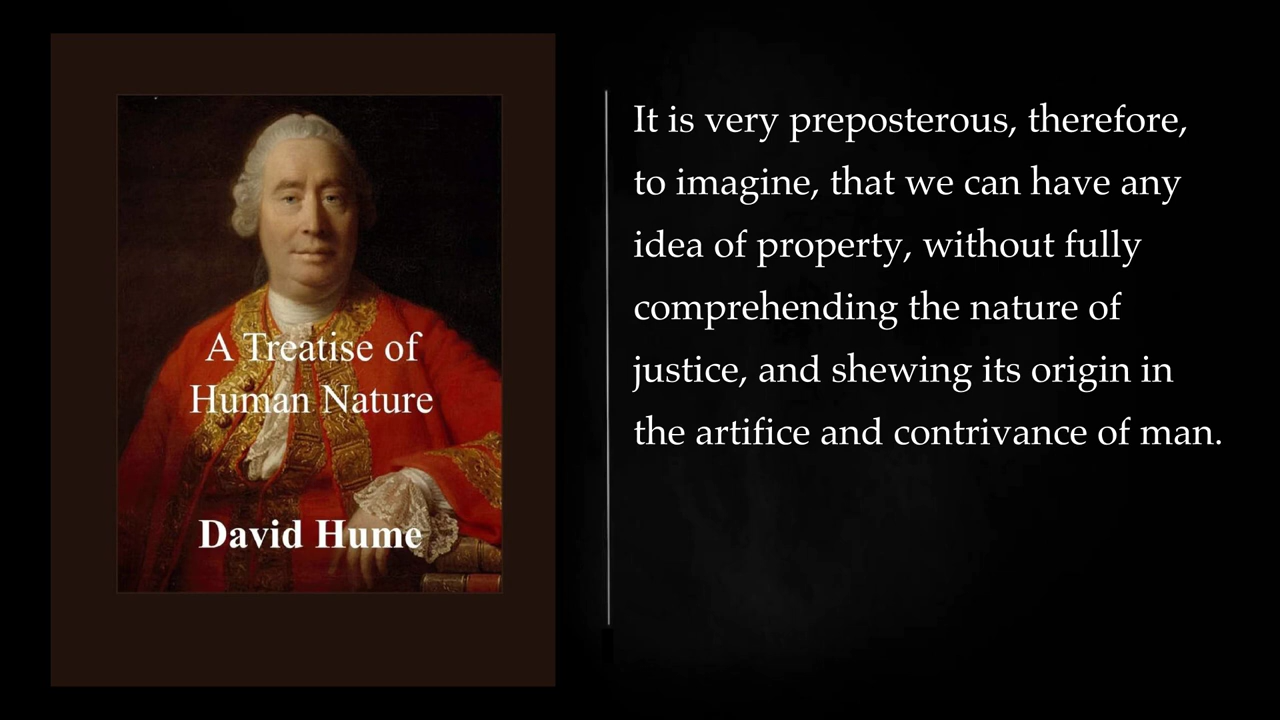 A Treatise of
Human Nature
David Hume
It is very preposterous, therefore,
to imagine, that we can have any
idea of property, without fully
comprehending the nature of
justice, and shewing its origin in
the artifice and contrivance of man.